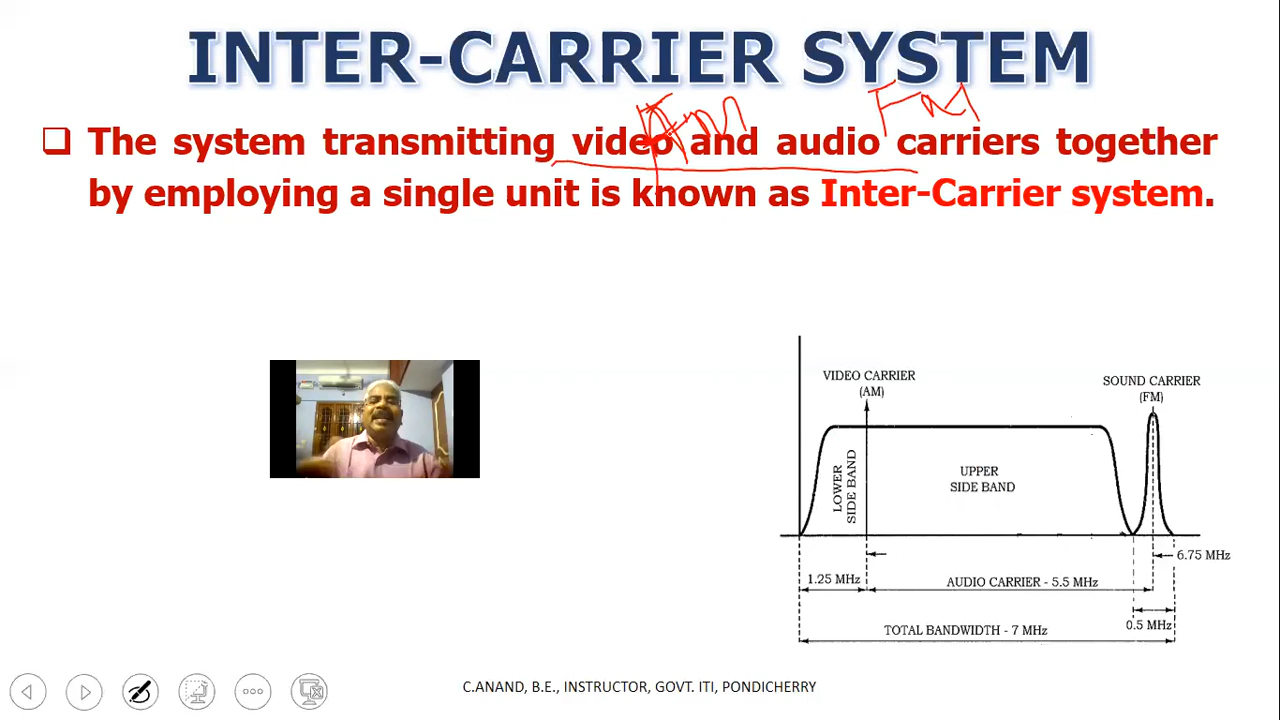 INTER-CARRIER SYSTEM
AM FM
The system transmitting video and audio carriers together
by employing a single unit is known as Inter-Carrier system.
VIDEO CARRIER
(AM)
SOUND CARRIER
(FM)
LOWER
SIDE BAND
UPPER
SIDE BAND
6.75 MHz
1.25 MHz
AUDIO CARRIER - 5.5 MHz
0.5 MHz
TOTAL BANDWIDTH - 7 MHz
C.ANAND, B.E., INSTRUCTOR, GOVT. ITI, PONDICHERRY